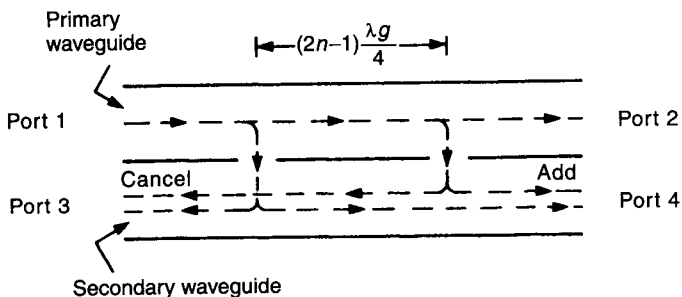 Primary
waveguide
(2n–1) λg/4
Port 1
Port 2
Cancel
Add
Port 3
Port 4
Secondary waveguide